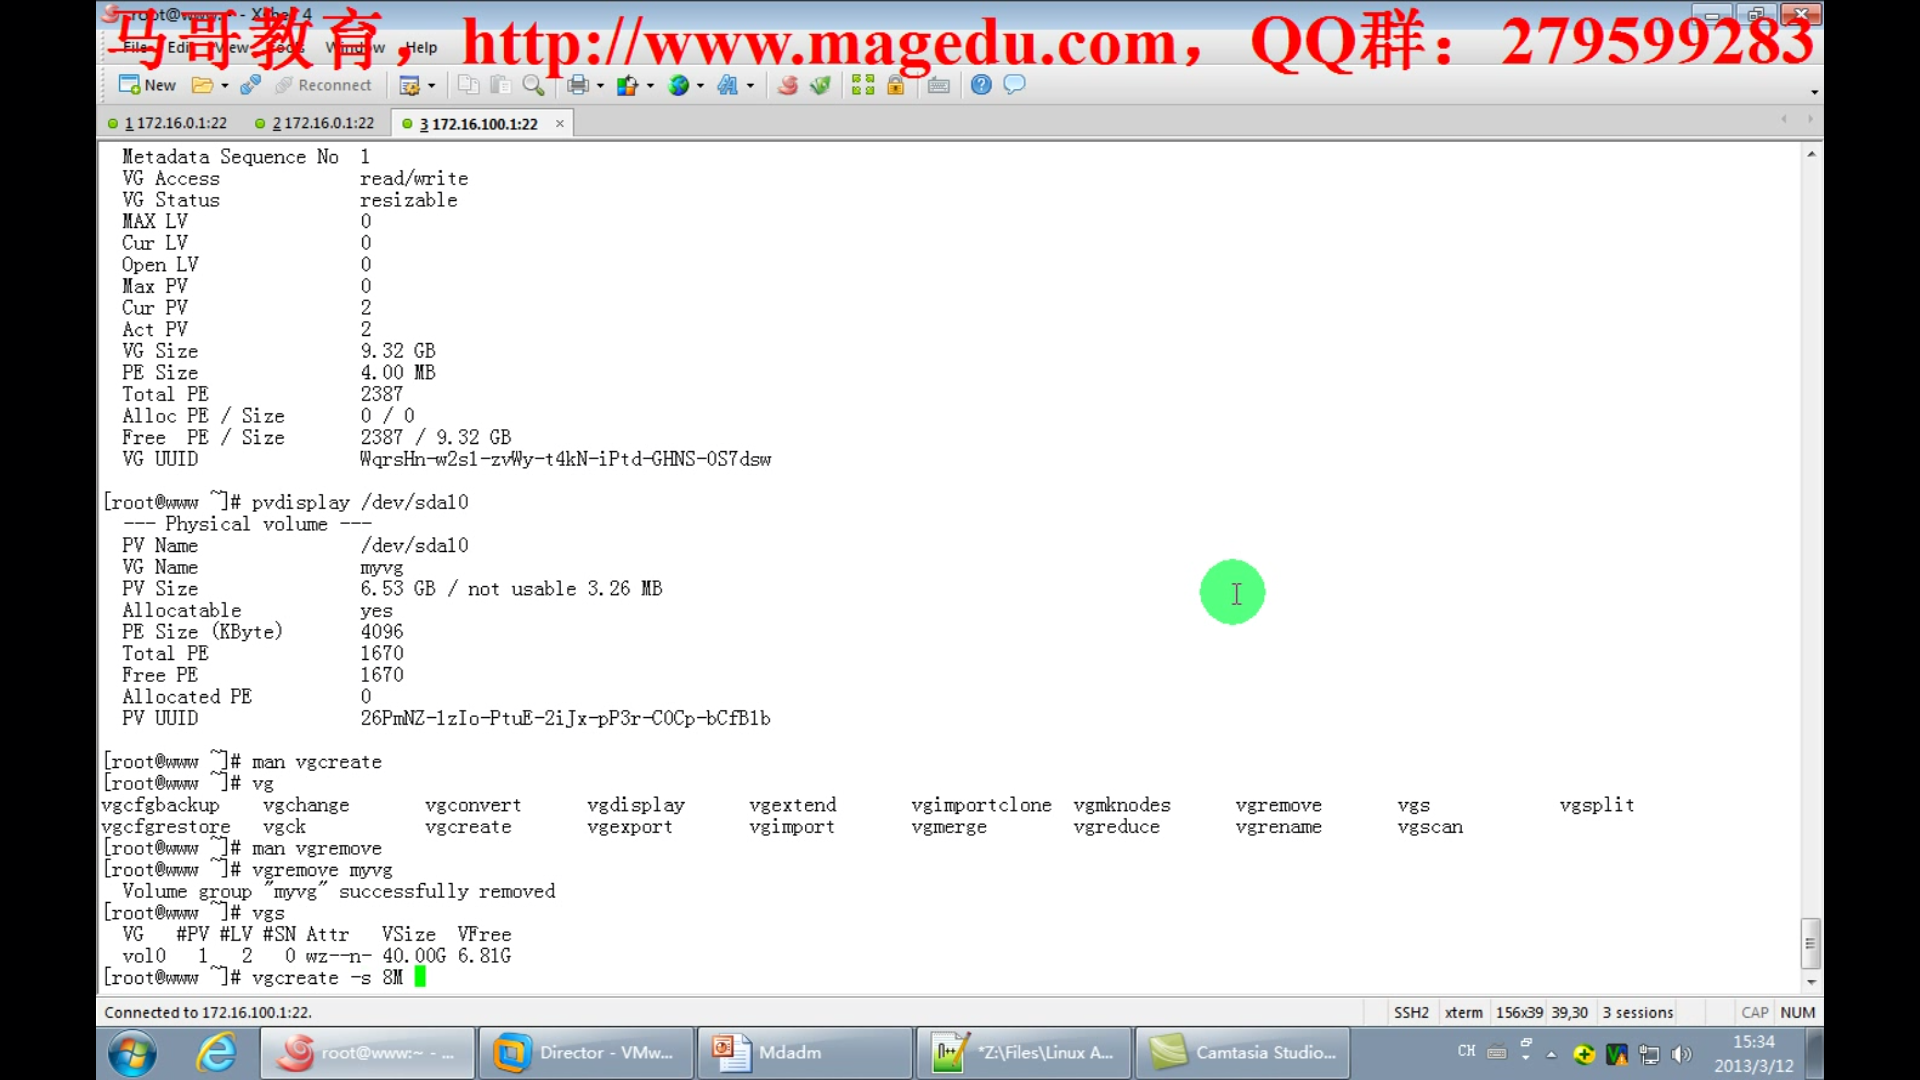 root@www:~ - Xshell 4
马哥教育，http://www.magedu.com，QQ群：279599283
File Edit View Tools Window Help
New Reconnect
1 172.16.0.1:22 2 172.16.0.1:22 3 172.16.100.1:22
Metadata Sequence No 1
VG Access read/write
VG Status resizable
MAX LV 0
Cur LV 0
Open LV 0
Max PV 0
Cur PV 2
Act PV 2
VG Size 9.32 GB
PE Size 4.00 MB
Total PE 2387
Alloc PE / Size 0 / 0
Free PE / Size 2387 / 9.32 GB
VG UUID WqrsHn-w2s1-zvWy-t4kN-iPtd-GHNS-0S7dsw
[root@www ~]# pvdisplay /dev/sda10
--- Physical volume ---
PV Name /dev/sda10
VG Name myvg
PV Size 6.53 GB / not usable 3.26 MB
Allocatable yes
PE Size (KByte) 4096
Total PE 1670
Free PE 1670
Allocated PE 0
PV UUID 26PmNZ-1zIo-PtuE-2iJx-pP3r-C0Cp-bCfB1b
[root@www ~]# man vgcreate
[root@www ~]# vg
vgcfgbackup vgchange vgconvert vgdisplay vgextend vgimportclone vgmknodes vgremove vgs vgsplit
vgcfgrestore vgck vgcreate vgexport vgimport vgmerge vgreduce vgrename vgscan
[root@www ~]# man vgremove
[root@www ~]# vgremove myvg
Volume group "myvg" successfully removed
[root@www ~]# vgs
VG #PV #LV #SN Attr VSize VFree
vol0 1 2 0 wz--n- 40.00G 6.81G
[root@www ~]# vgcreate -s 8M
Connected to 172.16.100.1:22. SSH2 xterm 156x39 39,30 3 sessions CAP NUM
root@www:~ - ... Director - VMw... Mdadm *Z:\Files\Linux A... Camtasia Studio... CH 15:34
2013/3/12